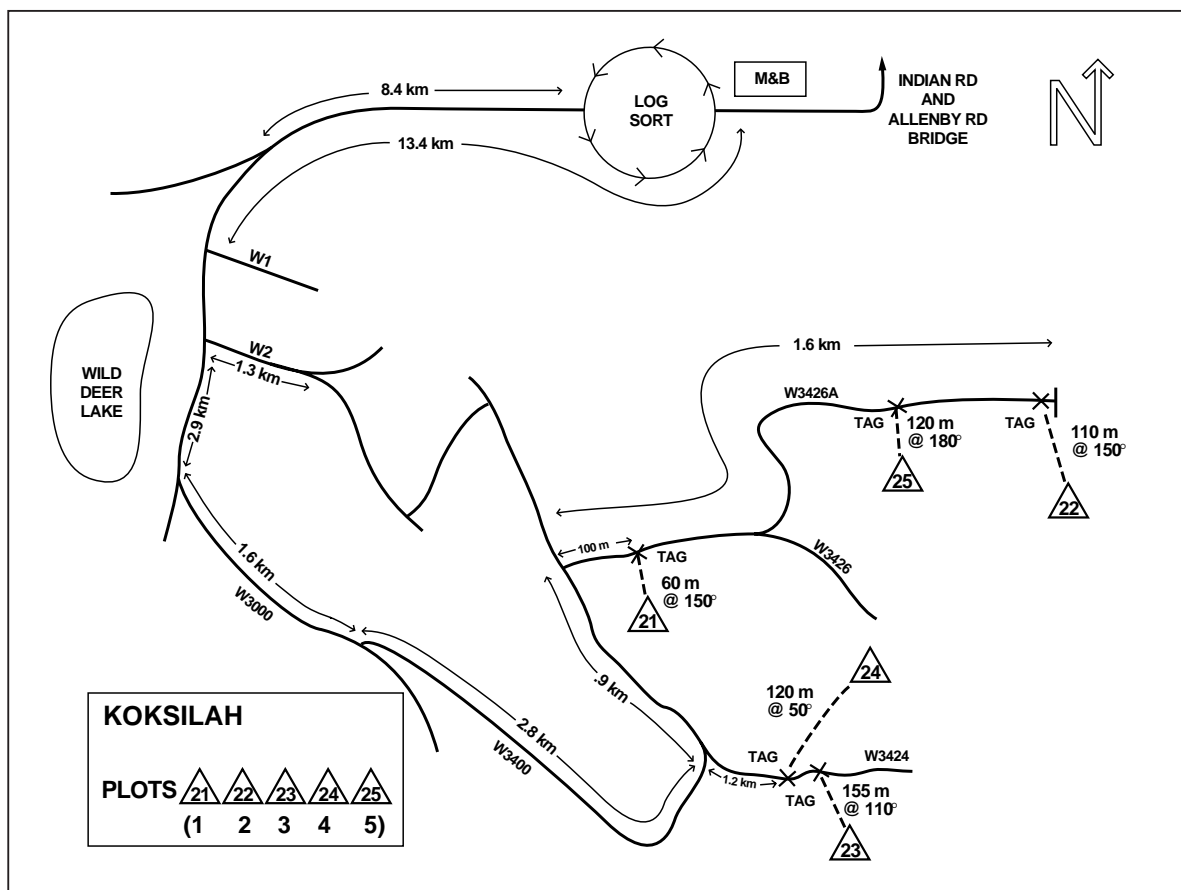 8.4 km
LOG
SORT
M&B
INDIAN RD
AND
ALLENBY RD
BRIDGE
N
13.4 km
W1
WILD
DEER
LAKE
W2
1.3 km
2.9 km
1.6 km
W3426A
TAG
120 m
@ 180°
25
TAG
110 m
@ 150°
22
100 m
TAG
60 m
@ 150°
21
W3426
1.6 km
W3000
.9 km
24
120 m
@ 50°
2.8 km
W3400
TAG
1.2 km
W3424
TAG
155 m
@ 110°
23
KOKSILAH
PLOTS 21 22 23 24 25
(1 2 3 4 5)